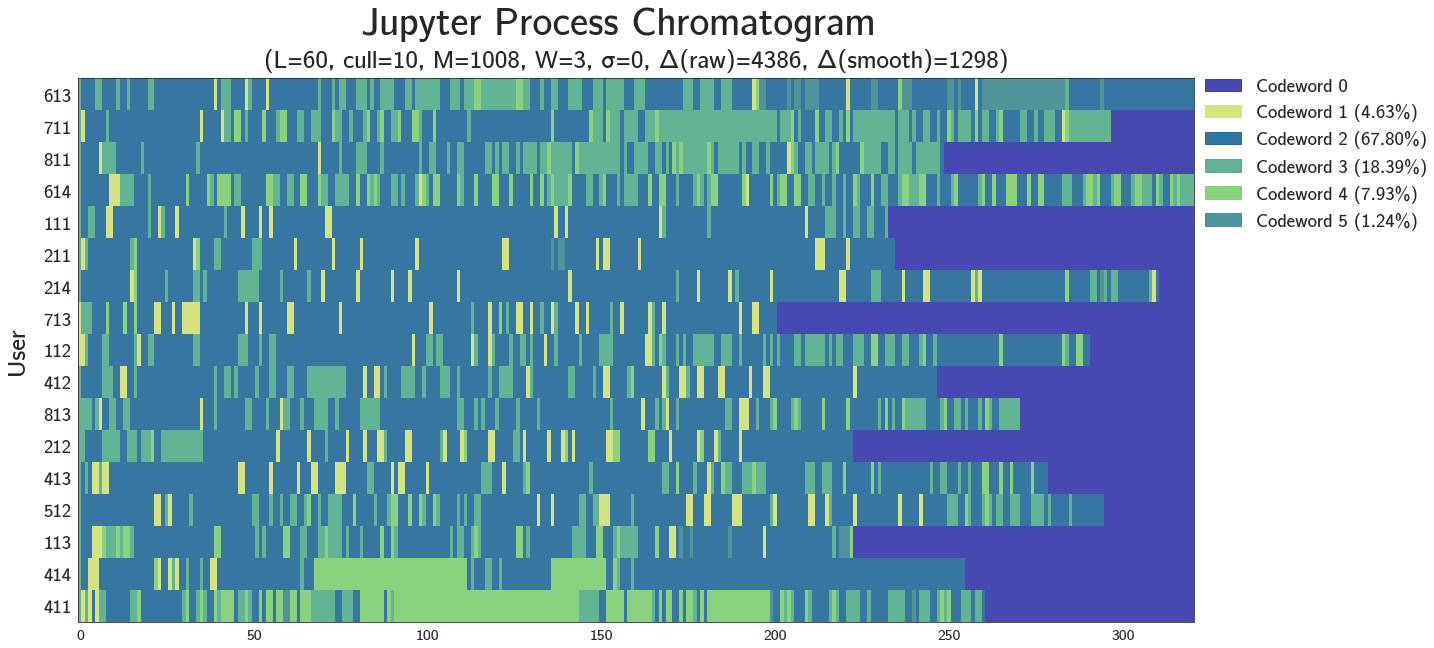 Jupyter Process Chromatogram
(L=60, cull=10, M=1008, W=3, σ=0, Δ(raw)=4386, Δ(smooth)=1298)
User
613
711
811
614
111
211
214
713
112
412
813
212
413
512
113
414
411
0 50 100 150 200 250 300
Codeword 0
Codeword 1 (4.63%)
Codeword 2 (67.80%)
Codeword 3 (18.39%)
Codeword 4 (7.93%)
Codeword 5 (1.24%)